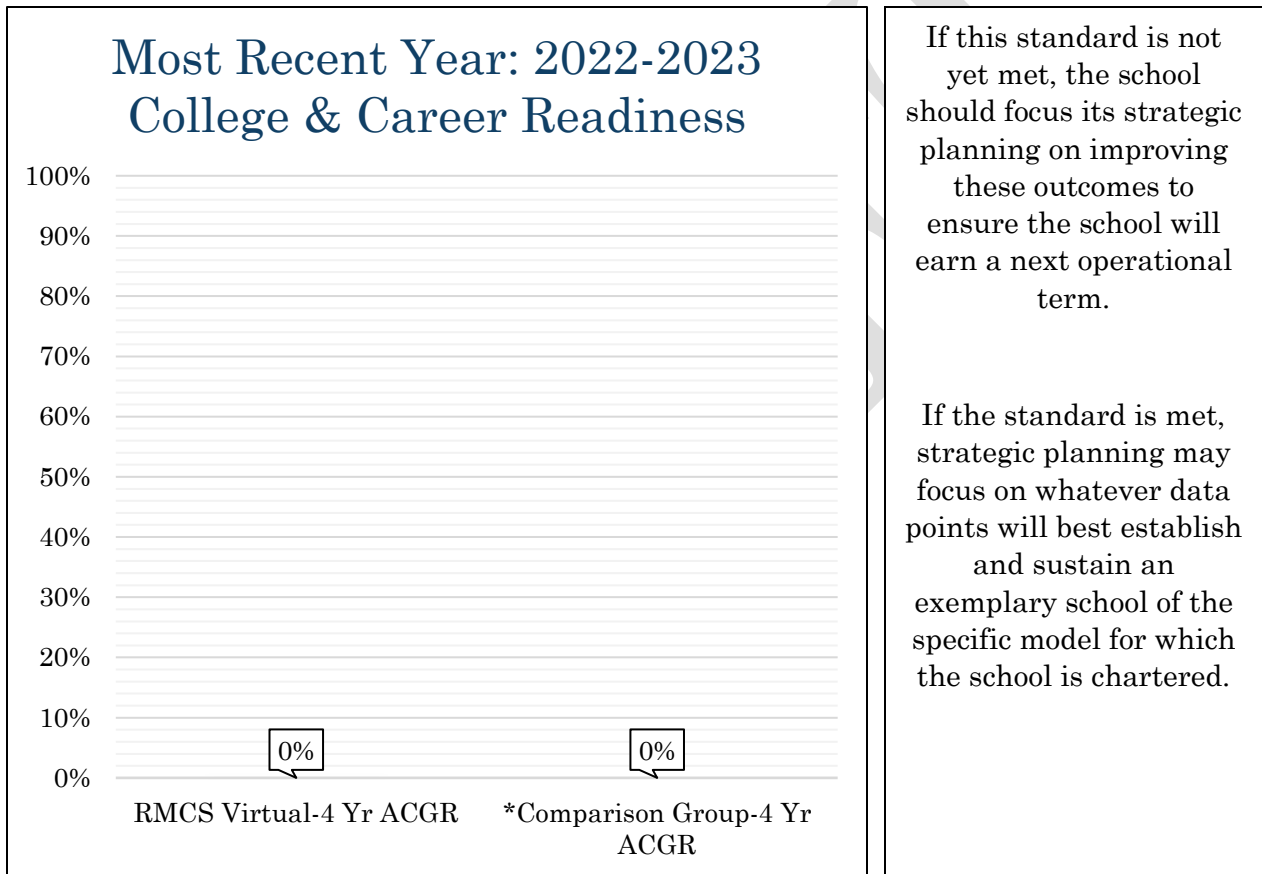 Most Recent Year: 2022-2023
College & Career Readiness
100%
90%
80%
70%
60%
50%
40%
30%
20%
10%
0%
0%
0%
RMCS Virtual-4 Yr ACGR
*Comparison Group-4 Yr
ACGR
If this standard is not
yet met, the school
should focus its strategic
planning on improving
these outcomes to
ensure the school will
earn a next operational
term.
If the standard is met,
strategic planning may
focus on whatever data
points will best establish
and sustain an
exemplary school of the
specific model for which
the school is chartered.